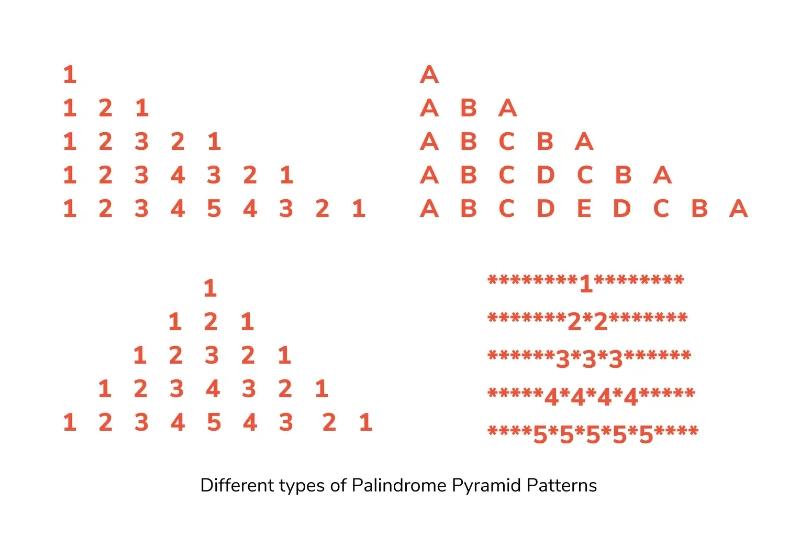 1
1 2 1
1 2 3 2 1
1 2 3 4 3 2 1
1 2 3 4 5 4 3 2 1
A
A B A
A B C B A
A B C D C B A
A B C D E D C B A
1
1 2 1
1 2 3 2 1
1 2 3 4 3 2 1
1 2 3 4 5 4 3 2 1
********1********
*******2*2*******
******3*3*3******
*****4*4*4*4*****
****5*5*5*5*5****
Different types of Palindrome Pyramid Patterns